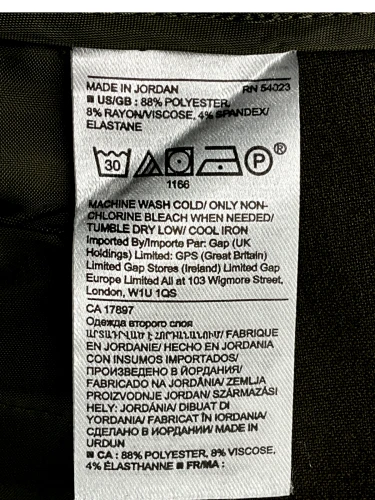 MADE IN JORDAN RN 54023
■ US/GB : 88% POLYESTER,
8% RAYON/VISCOSE, 4% SPANDEX/
ELASTANE
30 P ®
1166
MACHINE WASH COLD/ ONLY NON-
CHLORINE BLEACH WHEN NEEDED/
TUMBLE DRY LOW/ COOL IRON
Imported By/Importe Par: Gap (UK
Holdings) Limited: GPS (Great Britain)
Limited Gap Stores (Ireland) Limited Gap
Europe Limited All at 103 Wigmore Street,
London, W1U 1QS
CA 17897
Одежда второго слоя
ԱՐՏԱԴՐՎԱԾ Է ՀՈՐԴԱՆԱՆՈՒՄ/ FABRIQUE
EN JORDANIE/ HECHO EN JORDANIA
CON INSUMOS IMPORTADOS/
ПРОИЗВЕДЕНО В ЙОРДАНИИ/
FABRICADO NA JORDÂNIA/ ZEMLJA
PROIZVODNJE JORDAN/ SZÁRMAZÁSI
HELY: JORDÁNIA/ DIBUAT DI
YORDANIA/ FABRICAT ÎN IORDANIA/
СДЕЛАНО В ИОРДАНИИ/ MADE IN
URDUN
■ CA : 88% POLYESTER, 8% VISCOSE,
4% ÉLASTHANNE ■ FR/MA :